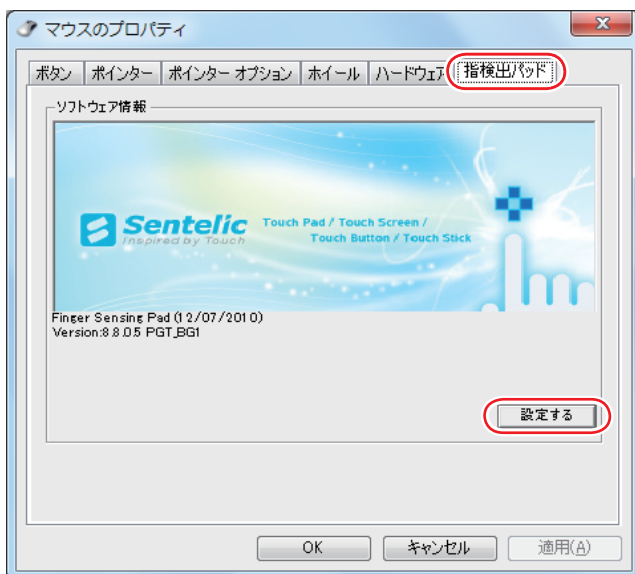 マウスのプロパティ
ボタン ポインター ポインター オプション ホイール ハードウェア 指検出パッド
ソフトウェア情報
Sentelic
Inspired by Touch
Touch Pad / Touch Screen /
Touch Button / Touch Stick
Finger Sensing Pad (12/07/2010)
Version:8.8.0.5 PGT_BG1
設定する
OK キャンセル 適用(A)